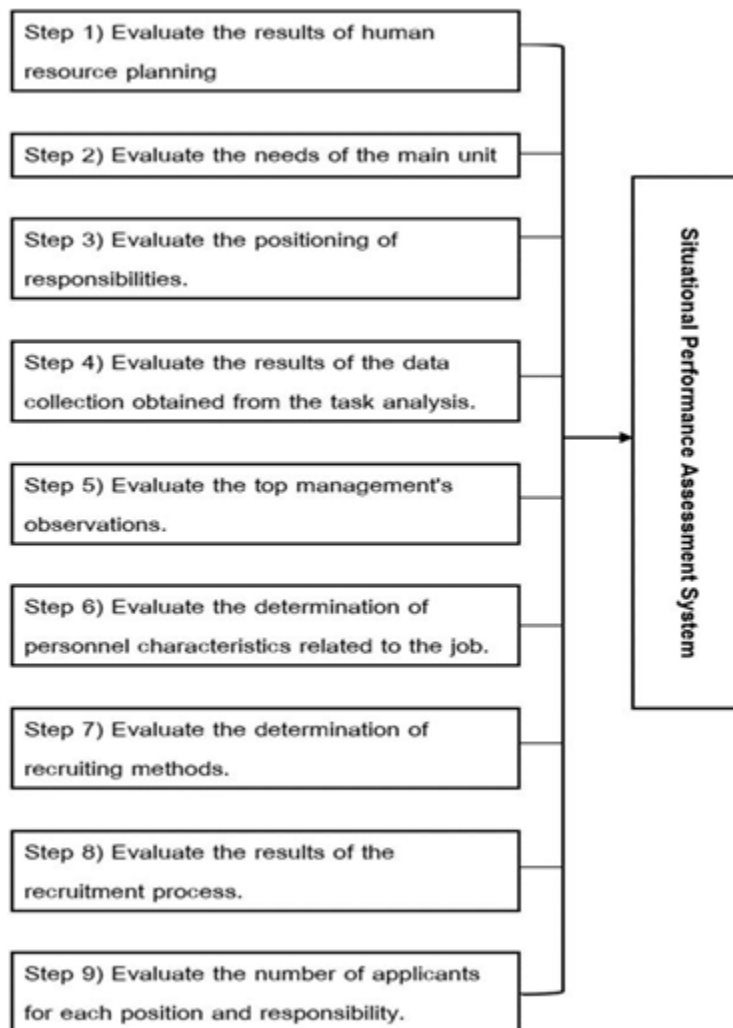 Step 1) Evaluate the results of human
resource planning
Step 2) Evaluate the needs of the main unit
Step 3) Evaluate the positioning of
responsibilities.
Step 4) Evaluate the results of the data
collection obtained from the task analysis.
Step 5) Evaluate the top management's
observations.
Step 6) Evaluate the determination of
personnel characteristics related to the job.
Step 7) Evaluate the determination of
recruiting methods.
Step 8) Evaluate the results of the
recruitment process.
Step 9) Evaluate the number of applicants
for each position and responsibility.
Situational Performance Assessment System